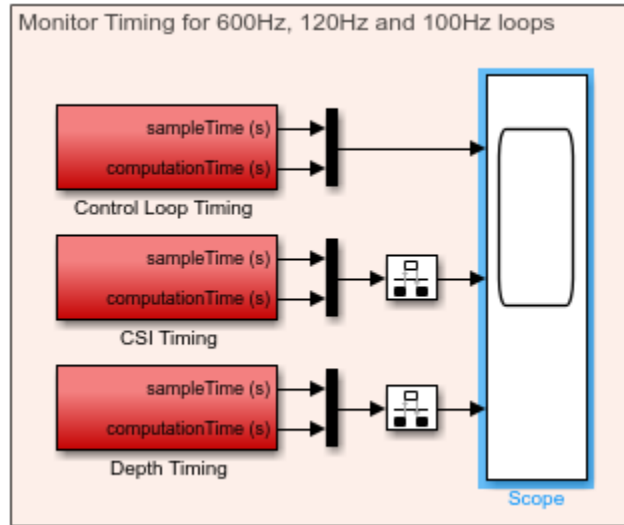 Monitor Timing for 600Hz, 120Hz and 100Hz loops
sampleTime (s)
computationTime (s)
Control Loop Timing
sampleTime (s)
computationTime (s)
CSI Timing
sampleTime (s)
computationTime (s)
Depth Timing
Scope